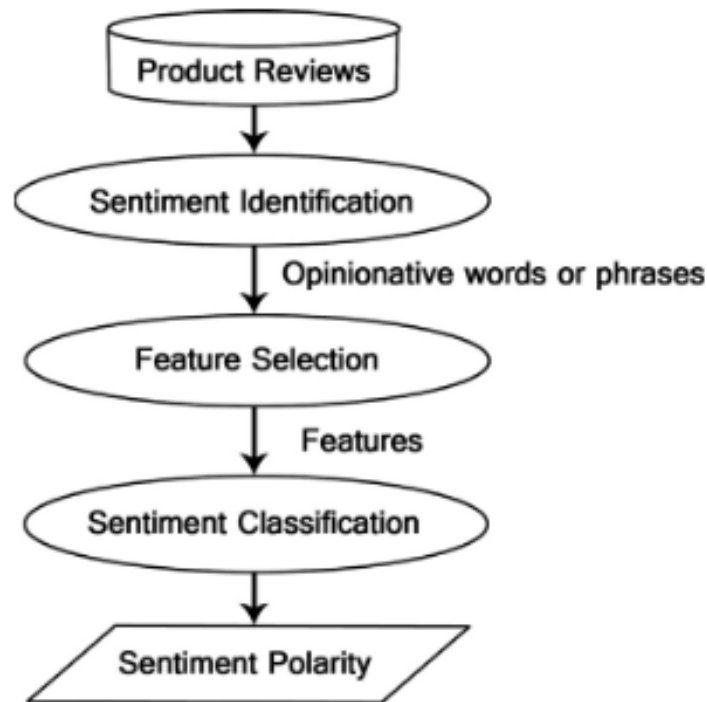 Product Reviews
Sentiment Identification
Opinionative words or phrases
Feature Selection
Features
Sentiment Classification
Sentiment Polarity